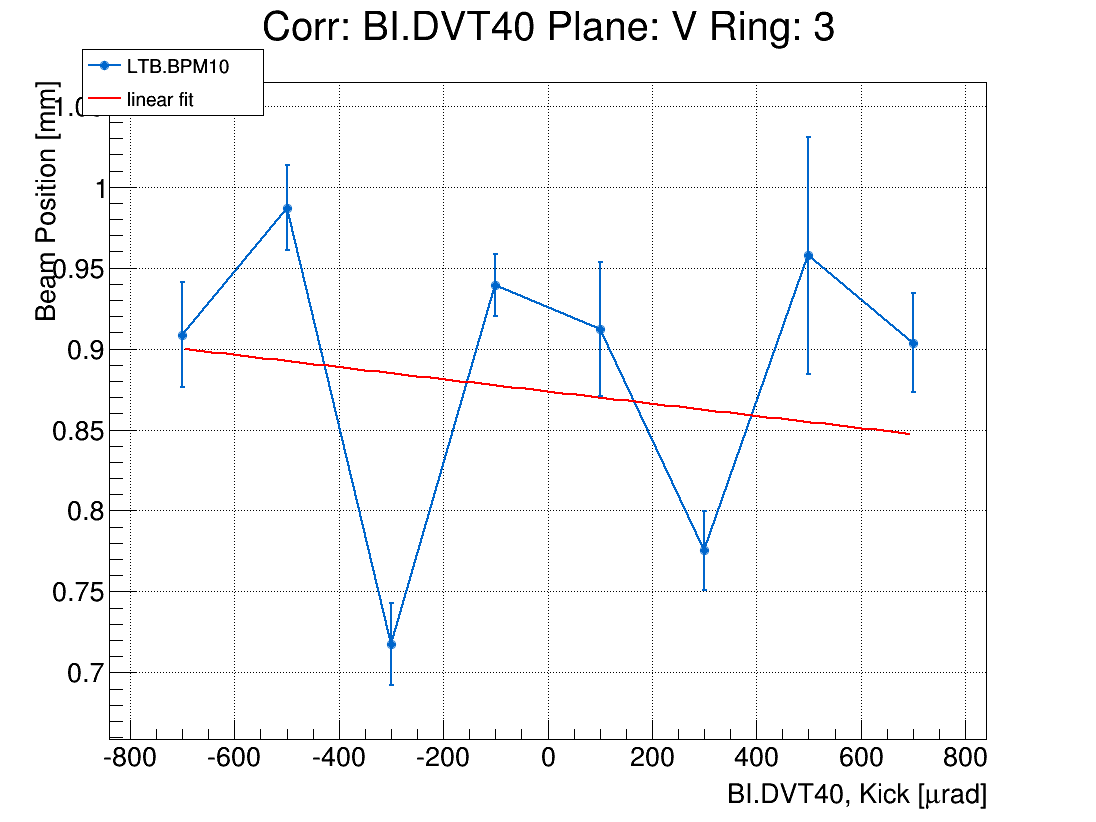 Corr: BI.DVT40 Plane: V Ring: 3
LTB.BPM10
linear fit
Beam Position [mm]
1
0.95
0.9
0.85
0.8
0.75
0.7
-800 -600 -400 -200 0 200 400 600 800
BI.DVT40, Kick [μrad]